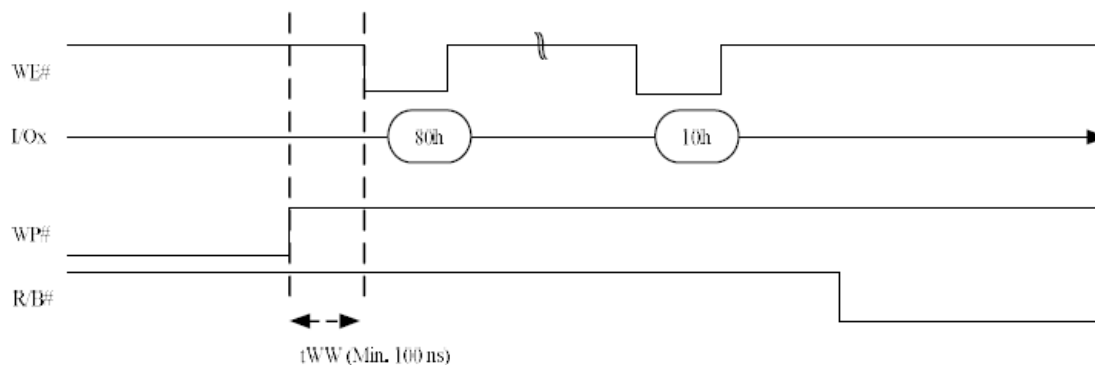 WE#
I/Ox
80h
10h
WP#
R/B#
tWW (Min. 100 ns)